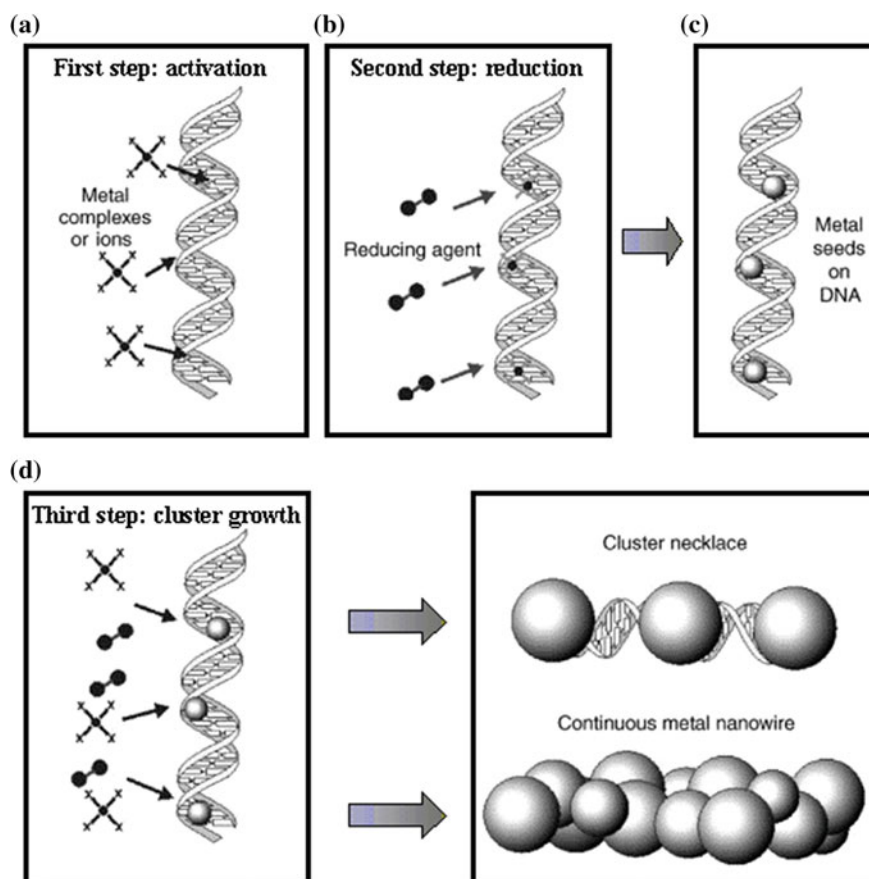 (a)
(b)
(c)
First step: activation
Second step: reduction
Metal
complexes
or ions
Reducing agent
Metal
seeds
on
DNA
(d)
Third step: cluster growth
Cluster necklace
Continuous metal nanowire